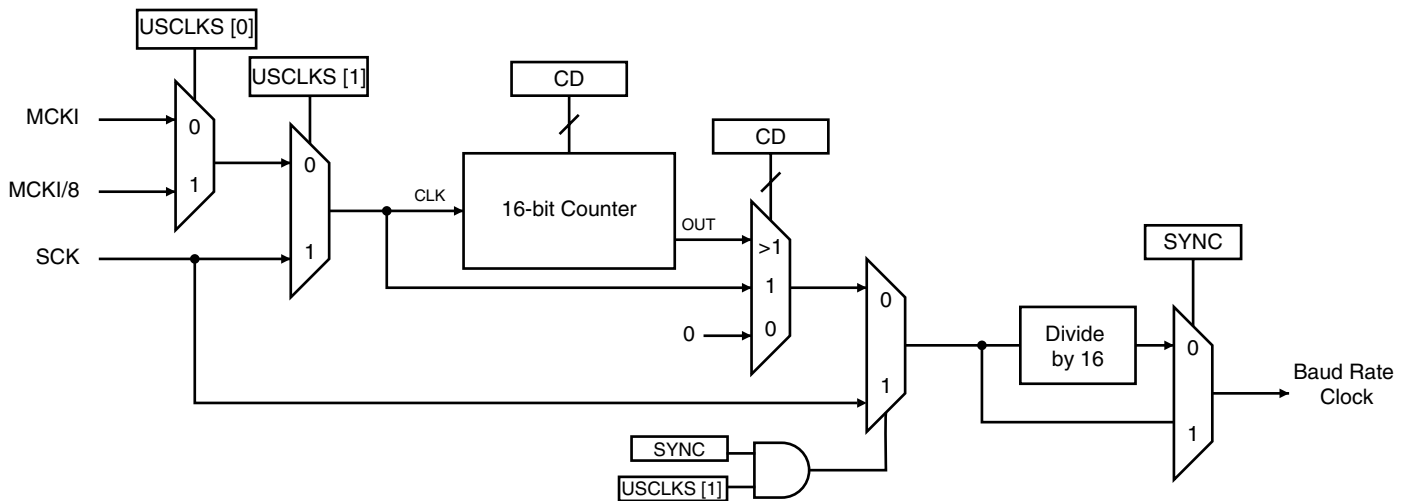 USCLKS [0]
USCLKS [1]
CD
CD
MCKI
0
0
MCKI/8
1
CLK
16-bit Counter
OUT
SYNC
SCK
1
>1
1
0
0
0
Divide
by 16
0
Baud Rate
Clock
1
1
SYNC
USCLKS [1]